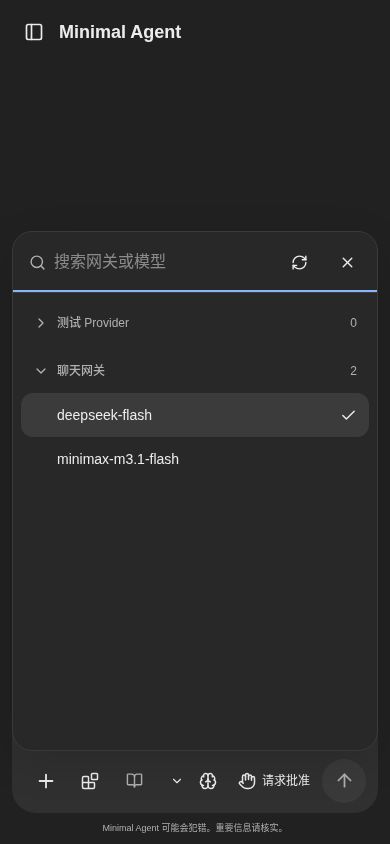 Minimal Agent
搜索网关或模型
测试 Provider 0
聊天网关 2
deepseek-flash
minimax-m3.1-flash
请求批准
Minimal Agent 可能会犯错。重要信息请核实。